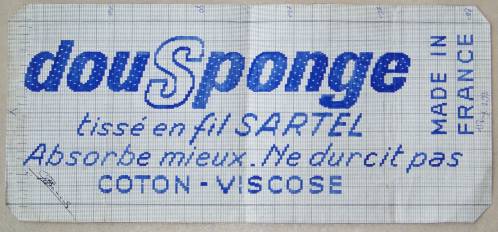 douSponge
tissé en fil SARTEL
Absorbe mieux. Ne durcit pas
COTON - VISCOSE
MADE IN
FRANCE